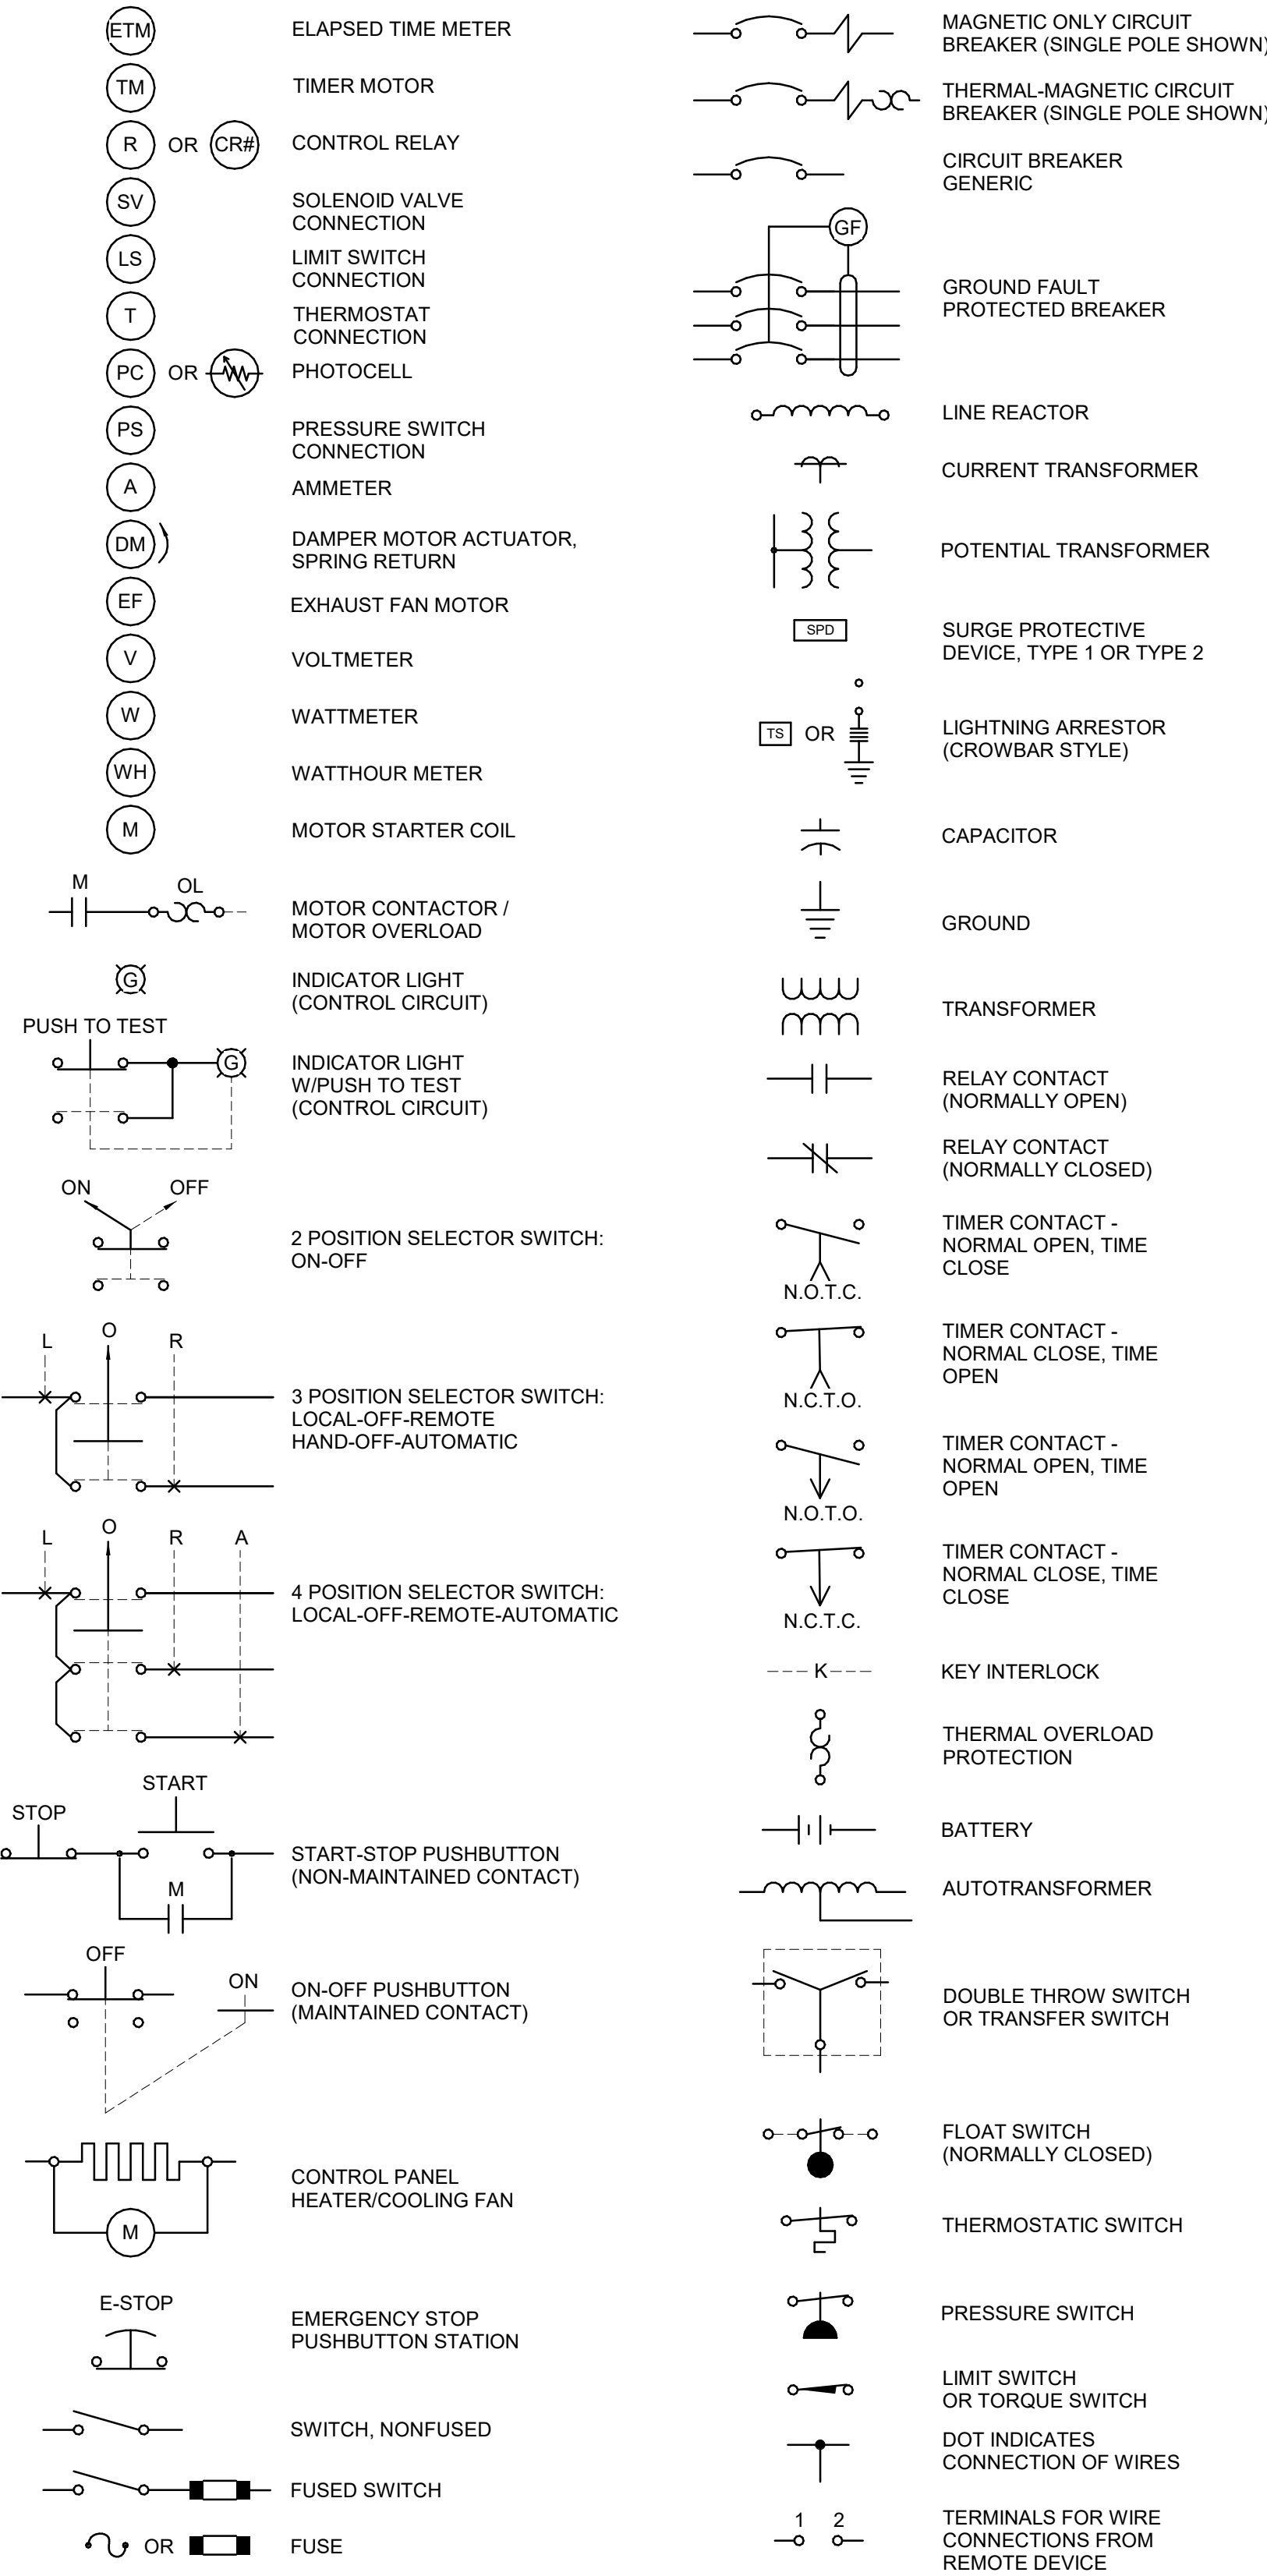 ETM ELAPSED TIME METER
TM TIMER MOTOR
R OR CR# CONTROL RELAY
SV SOLENOID VALVE
CONNECTION
LS LIMIT SWITCH
CONNECTION
T THERMOSTAT
CONNECTION
PC OR PHOTOCELL
PS PRESSURE SWITCH
CONNECTION
A AMMETER
DM DAMPER MOTOR ACTUATOR,
SPRING RETURN
EF EXHAUST FAN MOTOR
V VOLTMETER
W WATTMETER
WH WATTHOUR METER
M MOTOR STARTER COIL
M OL
MOTOR CONTACTOR /
MOTOR OVERLOAD
G INDICATOR LIGHT
(CONTROL CIRCUIT)
PUSH TO TEST
G INDICATOR LIGHT
W/PUSH TO TEST
(CONTROL CIRCUIT)
ON OFF
2 POSITION SELECTOR SWITCH:
ON-OFF
L O R
3 POSITION SELECTOR SWITCH:
LOCAL-OFF-REMOTE
HAND-OFF-AUTOMATIC
L O R A
4 POSITION SELECTOR SWITCH:
LOCAL-OFF-REMOTE-AUTOMATIC
START
STOP
START-STOP PUSHBUTTON
(NON-MAINTAINED CONTACT)
M
OFF
ON
ON-OFF PUSHBUTTON
(MAINTAINED CONTACT)
CONTROL PANEL
HEATER/COOLING FAN
M
E-STOP
EMERGENCY STOP
PUSHBUTTON STATION
SWITCH, NONFUSED
FUSED SWITCH
OR FUSE
MAGNETIC ONLY CIRCUIT
BREAKER (SINGLE POLE SHOWN)
THERMAL-MAGNETIC CIRCUIT
BREAKER (SINGLE POLE SHOWN)
CIRCUIT BREAKER
GENERIC
GF
GROUND FAULT
PROTECTED BREAKER
LINE REACTOR
CURRENT TRANSFORMER
POTENTIAL TRANSFORMER
SPD SURGE PROTECTIVE
DEVICE, TYPE 1 OR TYPE 2
TS OR LIGHTNING ARRESTOR
(CROWBAR STYLE)
CAPACITOR
GROUND
TRANSFORMER
RELAY CONTACT
(NORMALLY OPEN)
RELAY CONTACT
(NORMALLY CLOSED)
TIMER CONTACT -
NORMAL OPEN, TIME
CLOSE
N.O.T.C.
TIMER CONTACT -
NORMAL CLOSE, TIME
OPEN
N.C.T.O.
TIMER CONTACT -
NORMAL OPEN, TIME
OPEN
N.O.T.O.
TIMER CONTACT -
NORMAL CLOSE, TIME
CLOSE
N.C.T.C.
K KEY INTERLOCK
THERMAL OVERLOAD
PROTECTION
BATTERY
AUTOTRANSFORMER
DOUBLE THROW SWITCH
OR TRANSFER SWITCH
FLOAT SWITCH
(NORMALLY CLOSED)
THERMOSTATIC SWITCH
PRESSURE SWITCH
LIMIT SWITCH
OR TORQUE SWITCH
DOT INDICATES
CONNECTION OF WIRES
1 2 TERMINALS FOR WIRE
CONNECTIONS FROM
REMOTE DEVICE